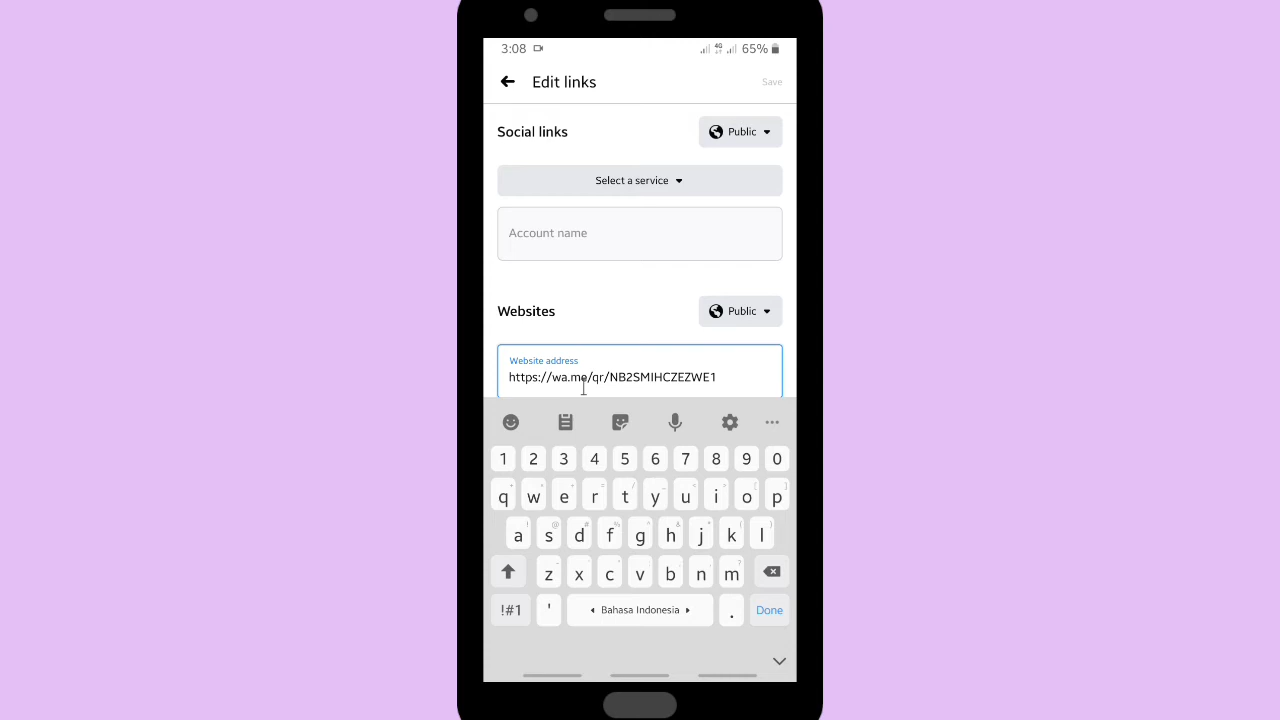 3:08 4G 65%
Edit links Save
Social links Public
Select a service
Account name
Websites Public
Website address
https://wa.me/qr/NB2SMIHCZEZWE1
1 2 3 4 5 6 7 8 9 0
q w e r t y u i o p
a s d f g h j k l
z x c v b n m
!#1 ' Bahasa Indonesia . Done